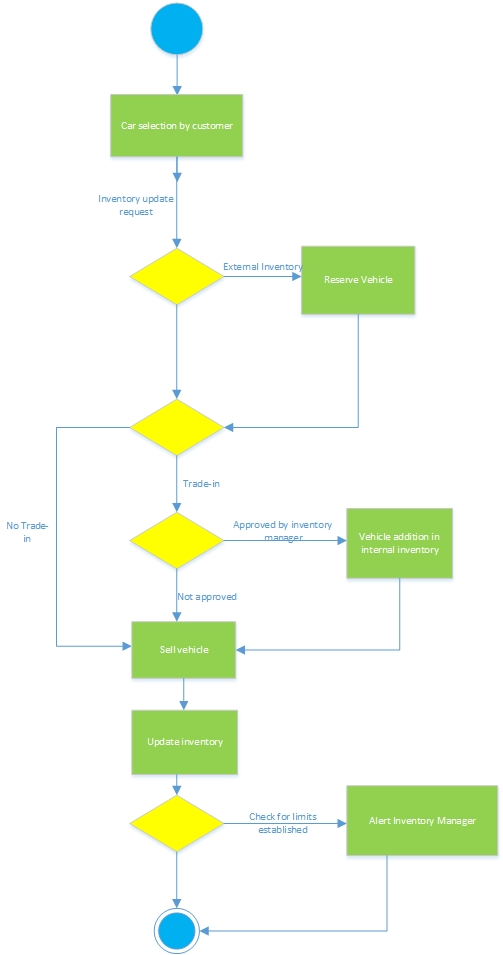 Car selection by customer
Inventory update
request
External Inventory
Reserve Vehicle
Trade-in
No Trade-
in
Approved by inventory
manager
Vehicle addition in
internal inventory
Not approved
Sell vehicle
Update inventory
Check for limits
established
Alert Inventory Manager